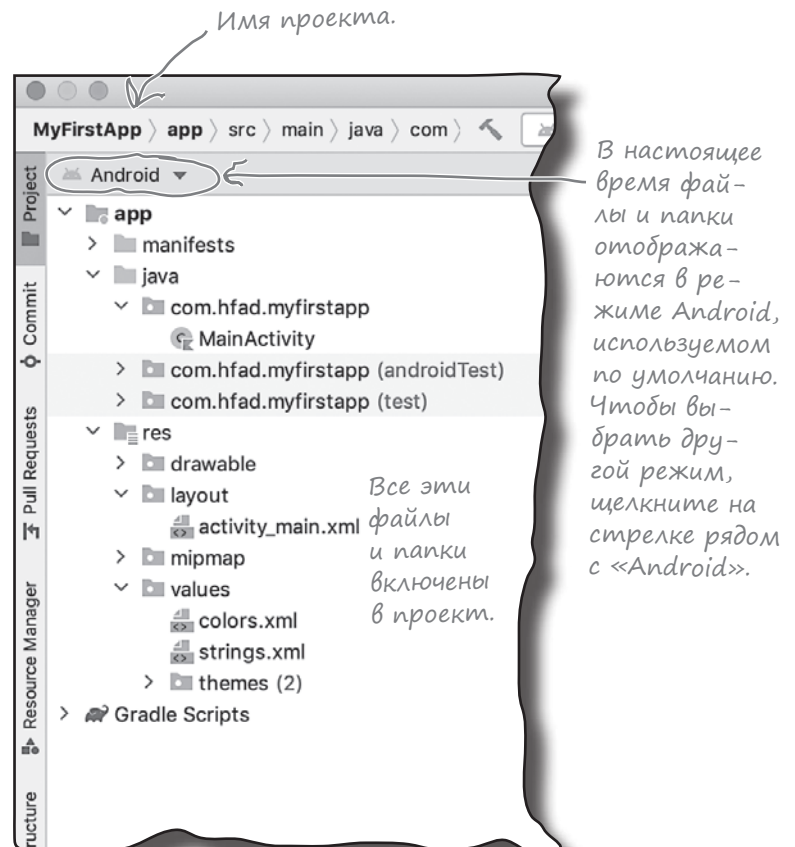 Имя проекта.
MyFirstApp 〉 app 〉 src 〉 main 〉 java 〉 com 〉
Android
Project
Commit
Pull Requests
Resource Manager
ructure
app
manifests
java
com.hfad.myfirstapp
MainActivity
com.hfad.myfirstapp (androidTest)
com.hfad.myfirstapp (test)
res
drawable
layout
activity_main.xml
mipmap
values
colors.xml
strings.xml
themes (2)
Gradle Scripts
Все эти
файлы
и папки
включены
в проект.
В настоящее
время фай-
лы и папки
отобража-
ются в ре-
жиме Android,
используемом
по умолчанию.
Чтобы вы-
брать дру-
гой режим,
щелкните на
стрелке рядом
с «Android».